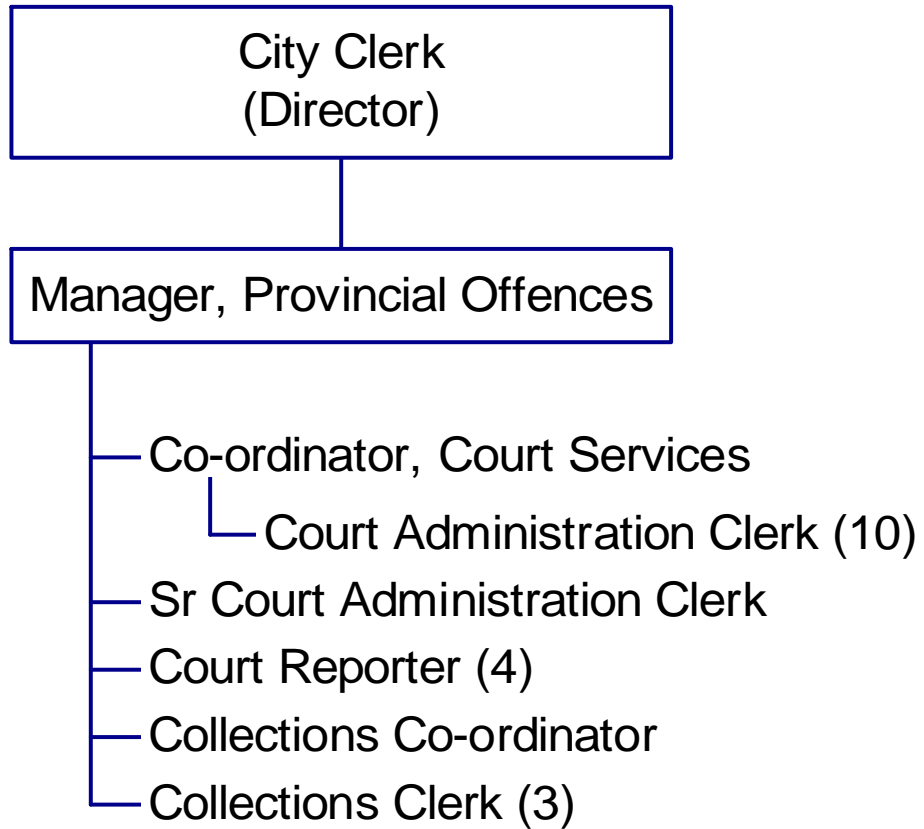 City Clerk
(Director)
Manager, Provincial Offences
Co-ordinator, Court Services
Court Administration Clerk (10)
Sr Court Administration Clerk
Court Reporter (4)
Collections Co-ordinator
Collections Clerk (3)